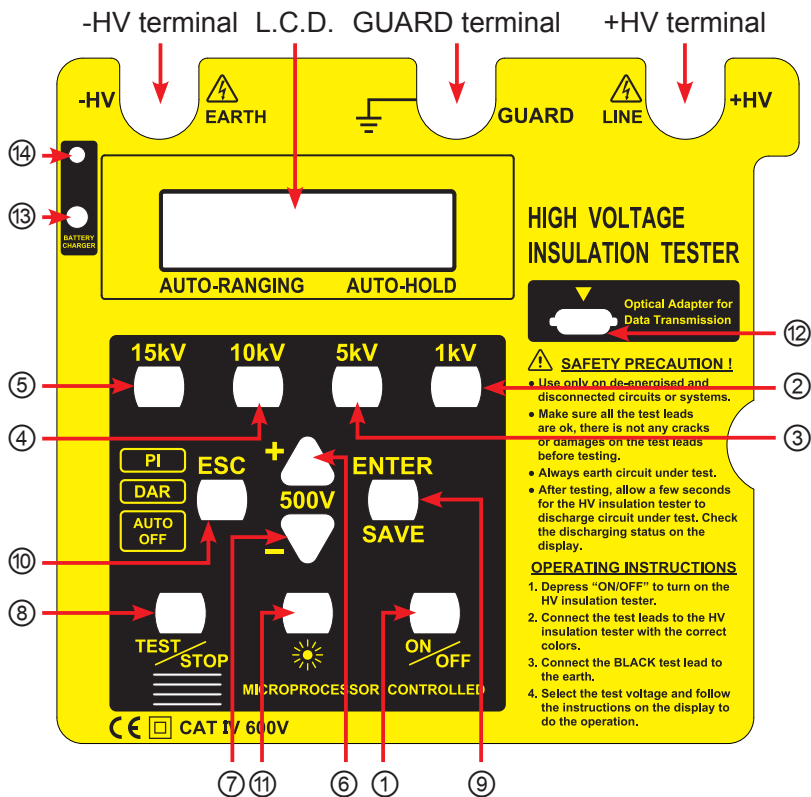 -HV terminal L.C.D. GUARD terminal +HV terminal
-HV
EARTH
GUARD
LINE
+HV
⑭
⑬
BATTERY
CHARGER
AUTO-RANGING AUTO-HOLD
HIGH VOLTAGE
INSULATION TESTER
Optical Adapter for
Data Transmission
⑫
15kV 10kV 5kV 1kV
⑤
④
②
③
PI
DAR
AUTO
OFF
ESC
+
500V
−
ENTER
SAVE
⑩
⑧
TEST/STOP
ON/OFF
MICROPROCESSOR CONTROLLED
CE CAT IV 600V
⑦ ⑪ ⑥ ① ⑨
SAFETY PRECAUTION !
• Use only on de-energised and
disconnected circuits or systems.
• Make sure all the test leads
are ok, there is not any cracks
or damages on the test leads
before testing.
• Always earth circuit under test.
• After testing, allow a few seconds
for the HV insulation tester to
discharge circuit under test. Check
the discharging status on the
display.
OPERATING INSTRUCTIONS
1. Depress “ON/OFF” to turn on the
HV insulation tester.
2. Connect the test leads to the HV
insulation tester with the correct
colors.
3. Connect the BLACK test lead to
the earth.
4. Select the test voltage and follow
the instructions on the display to
do the operation.